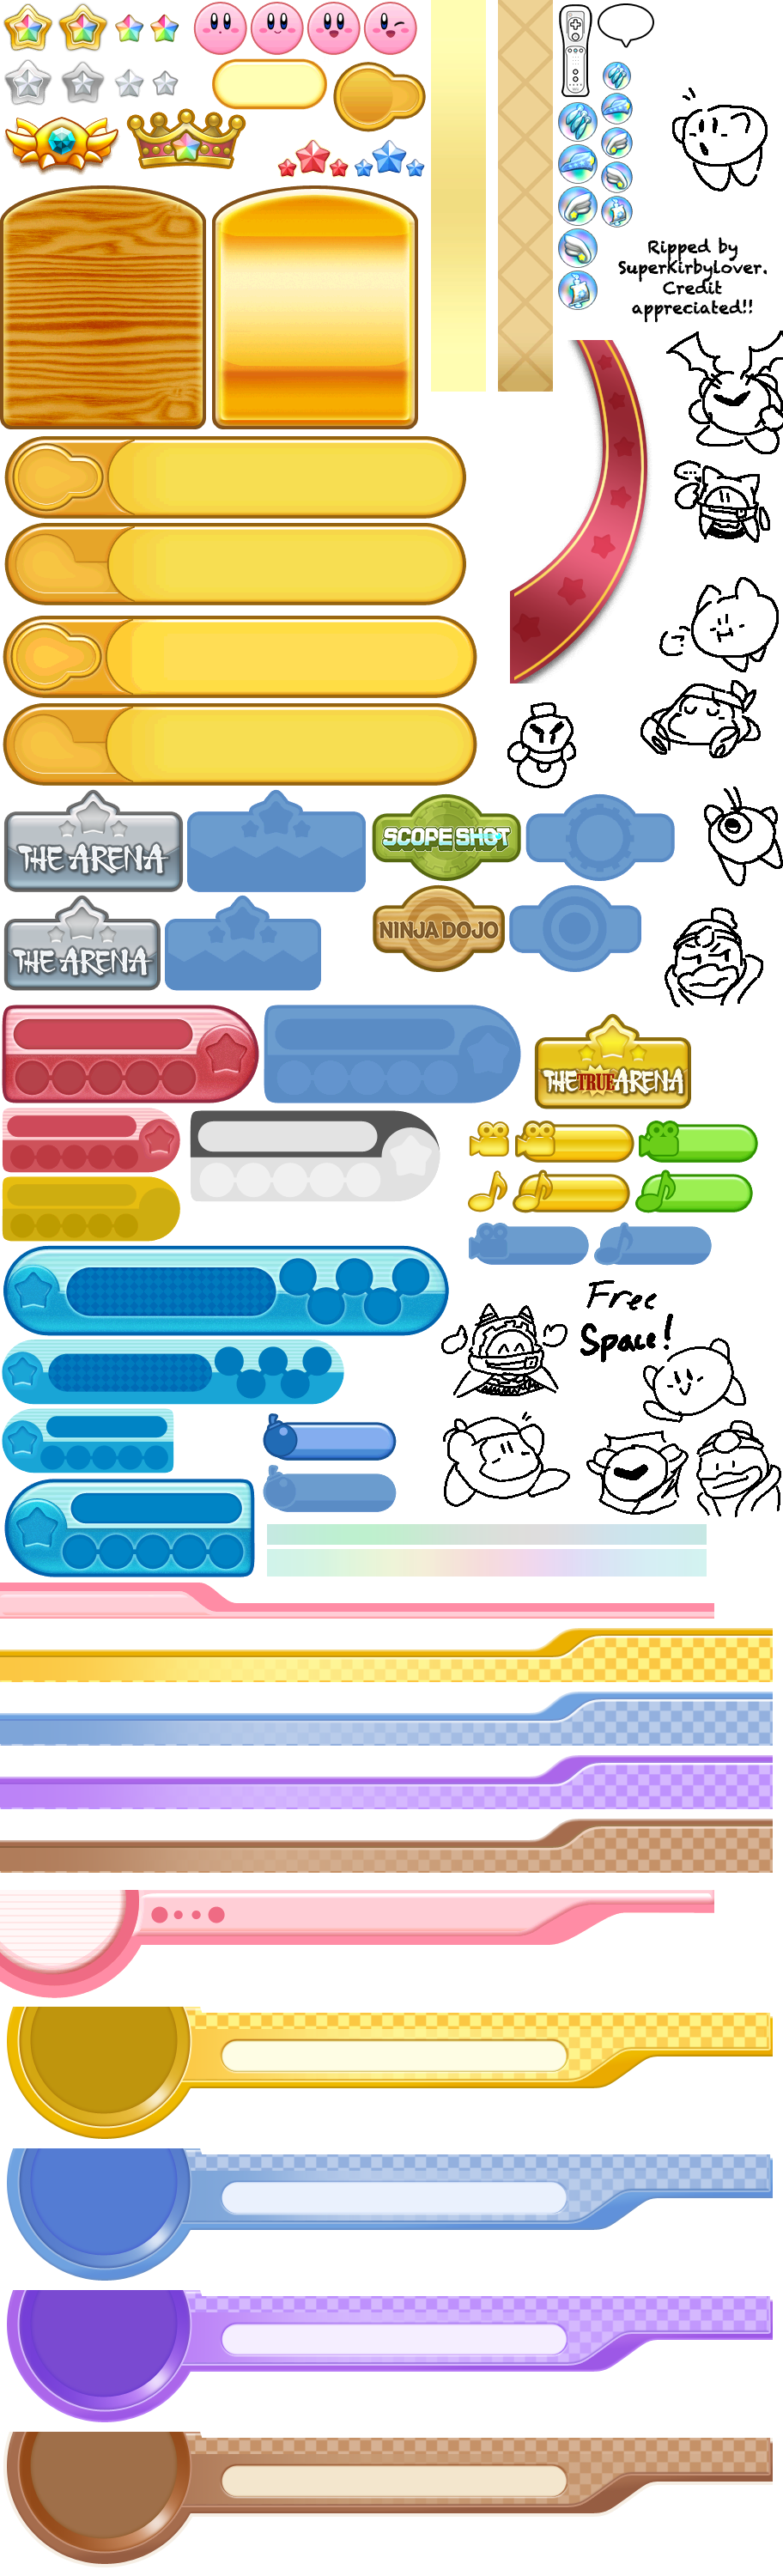 Ripped by
SuperKirbylover.
Credit
appreciated!!
...
THE ARENA
SCOPE SHOT
THE ARENA
NINJA DOJO
THE TRUE ARENA
Free
Space!